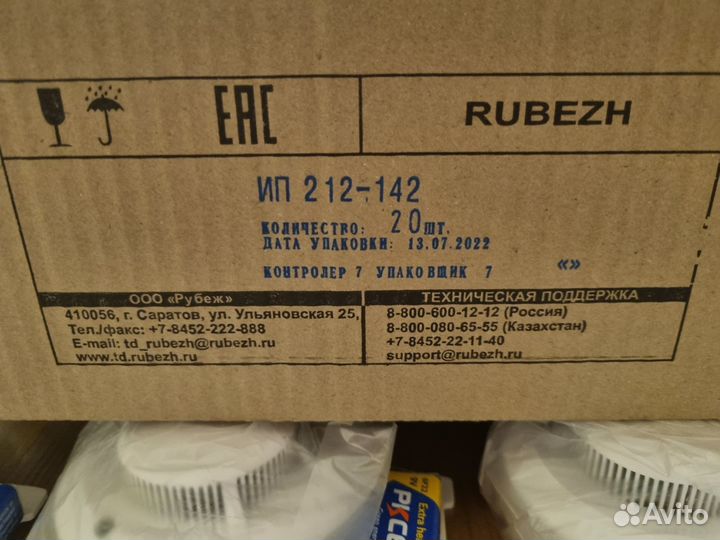 EAC
RUBEZH
ИП 212-142
КОЛИЧЕСТВО: 20 ШТ.
ДАТА УПАКОВКИ: 13.07.2022
КОНТРОЛЕР 7 УПАКОВЩИК 7 «»
ООО «Рубеж»
410056, г. Саратов, ул. Ульяновская 25,
Тел./факс: +7-8452-222-888
E-mail: td_rubezh@rubezh.ru
www.td.rubezh.ru
ТЕХНИЧЕСКАЯ ПОДДЕРЖКА
8-800-600-12-12 (Россия)
8-800-080-65-55 (Казахстан)
+7-8452-22-11-40
support@rubezh.ru
Extra
Avito